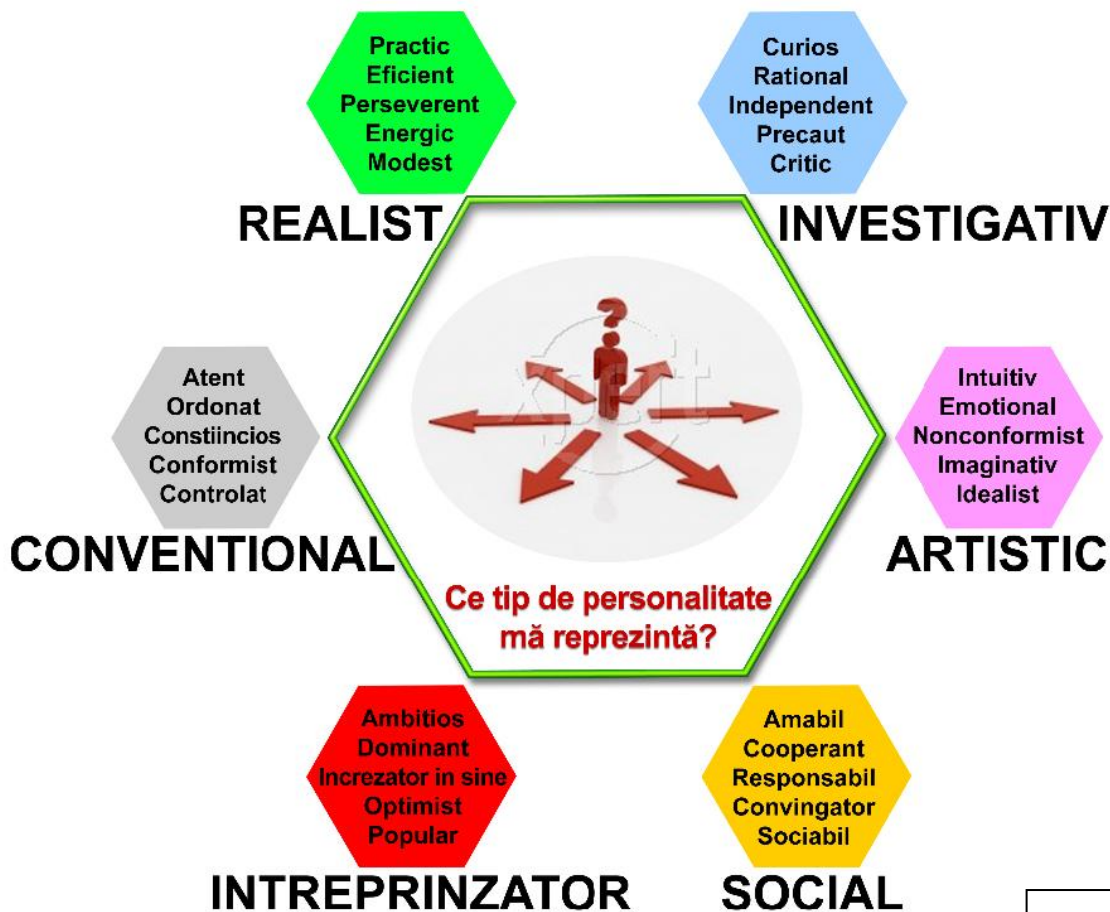 Practic
Eficient
Perseverent
Energic
Modest
REALIST
Curios
Rational
Independent
Precaut
Critic
INVESTIGATIV
Atent
Ordonat
Constiincios
Conformist
Controlat
CONVENTIONAL
?
Intuitiv
Emotional
Nonconformist
Imaginativ
Idealist
ARTISTIC
Ce tip de personalitate
mă reprezintă?
Ambitios
Dominant
Increzator in sine
Optimist
Popular
INTREPRINZATOR
Amabil
Cooperant
Responsabil
Convingator
Sociabil
SOCIAL